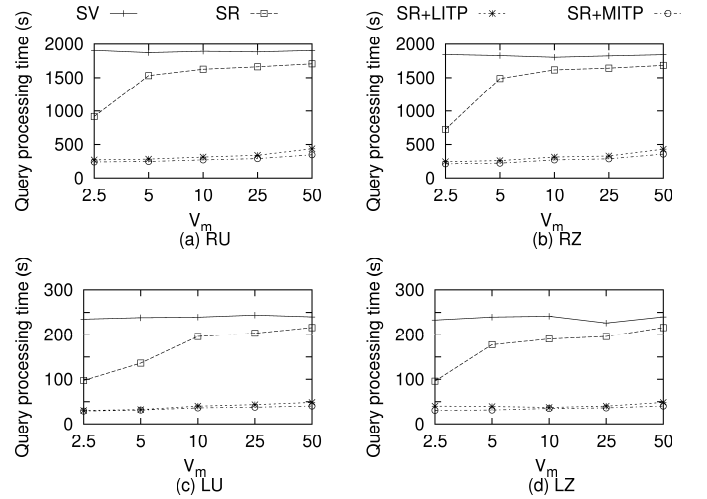 SV SR SR+LITP SR+MITP
Query processing time (s)
2000
1500
1000
500
0
2.5 5 10 25 50
Vm
(a) RU
Query processing time (s)
2000
1500
1000
500
0
2.5 5 10 25 50
Vm
(b) RZ
Query processing time (s)
300
200
100
0
2.5 5 10 25 50
Vm
(c) LU
Query processing time (s)
300
200
100
0
2.5 5 10 25 50
Vm
(d) LZ